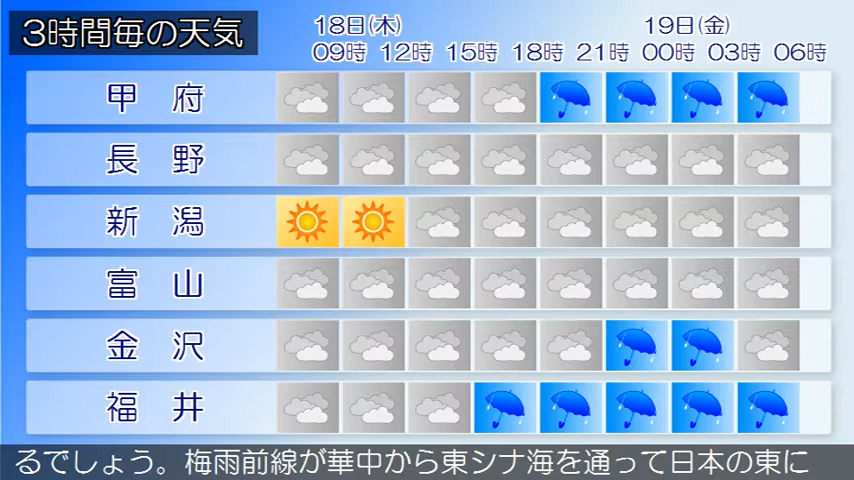 3時間毎の天気
18日(木) 19日(金)
09時 12時 15時 18時 21時 00時 03時 06時
甲府
長野
新潟
富山
金沢
福井
るでしょう。梅雨前線が華中から東シナ海を通って日本の東に